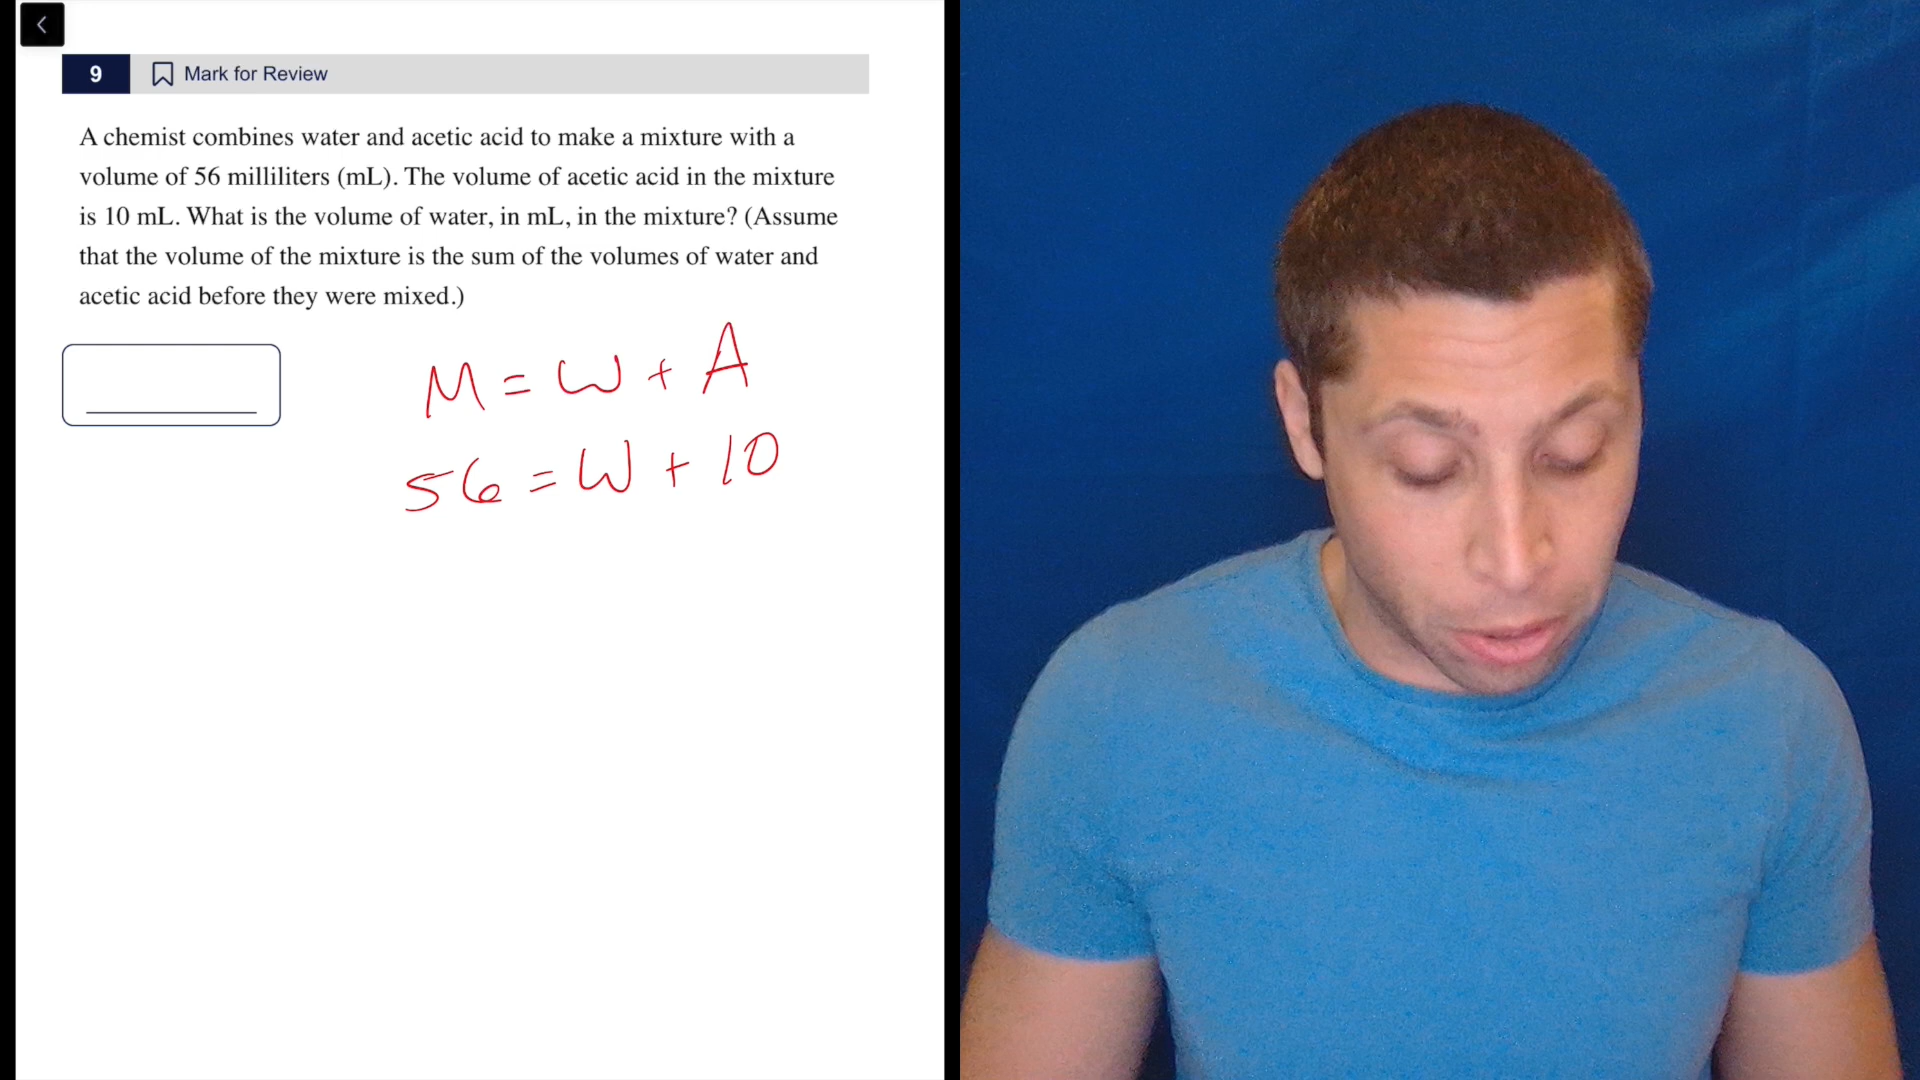 9 Mark for Review
A chemist combines water and acetic acid to make a mixture with a
volume of 56 milliliters (mL). The volume of acetic acid in the mixture
is 10 mL. What is the volume of water, in mL, in the mixture? (Assume
that the volume of the mixture is the sum of the volumes of water and
acetic acid before they were mixed.)
M = W + A
56 = W + 10